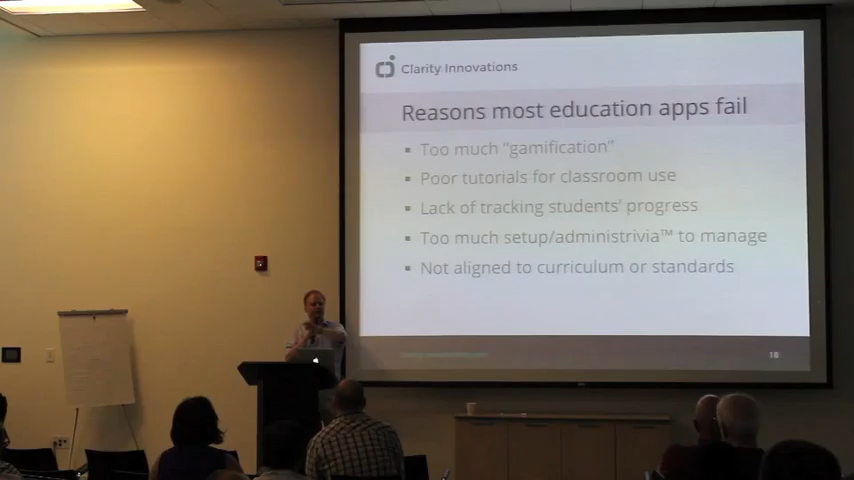 Clarity Innovations
Reasons most education apps fail
▪ Too much "gamification"
▪ Poor tutorials for classroom use
▪ Lack of tracking students' progress
▪ Too much setup/administrivia™ to manage
▪ Not aligned to curriculum or standards
16